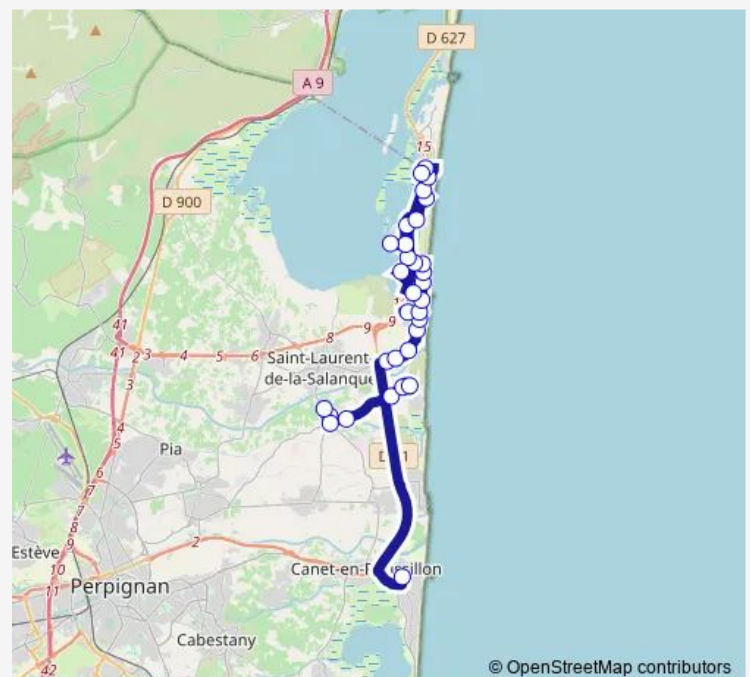 D 627
A 9
15
D 900
41
9
9
8
41
2
3
4
5
6
Saint-Laurent-
de-la-Salanque
3
4
5
Pia
6
7
7
8
9
2
Estève
10
11
Canet-en-R ssillon
Perpignan
Cabestany
42
© OpenStreetMap contributors